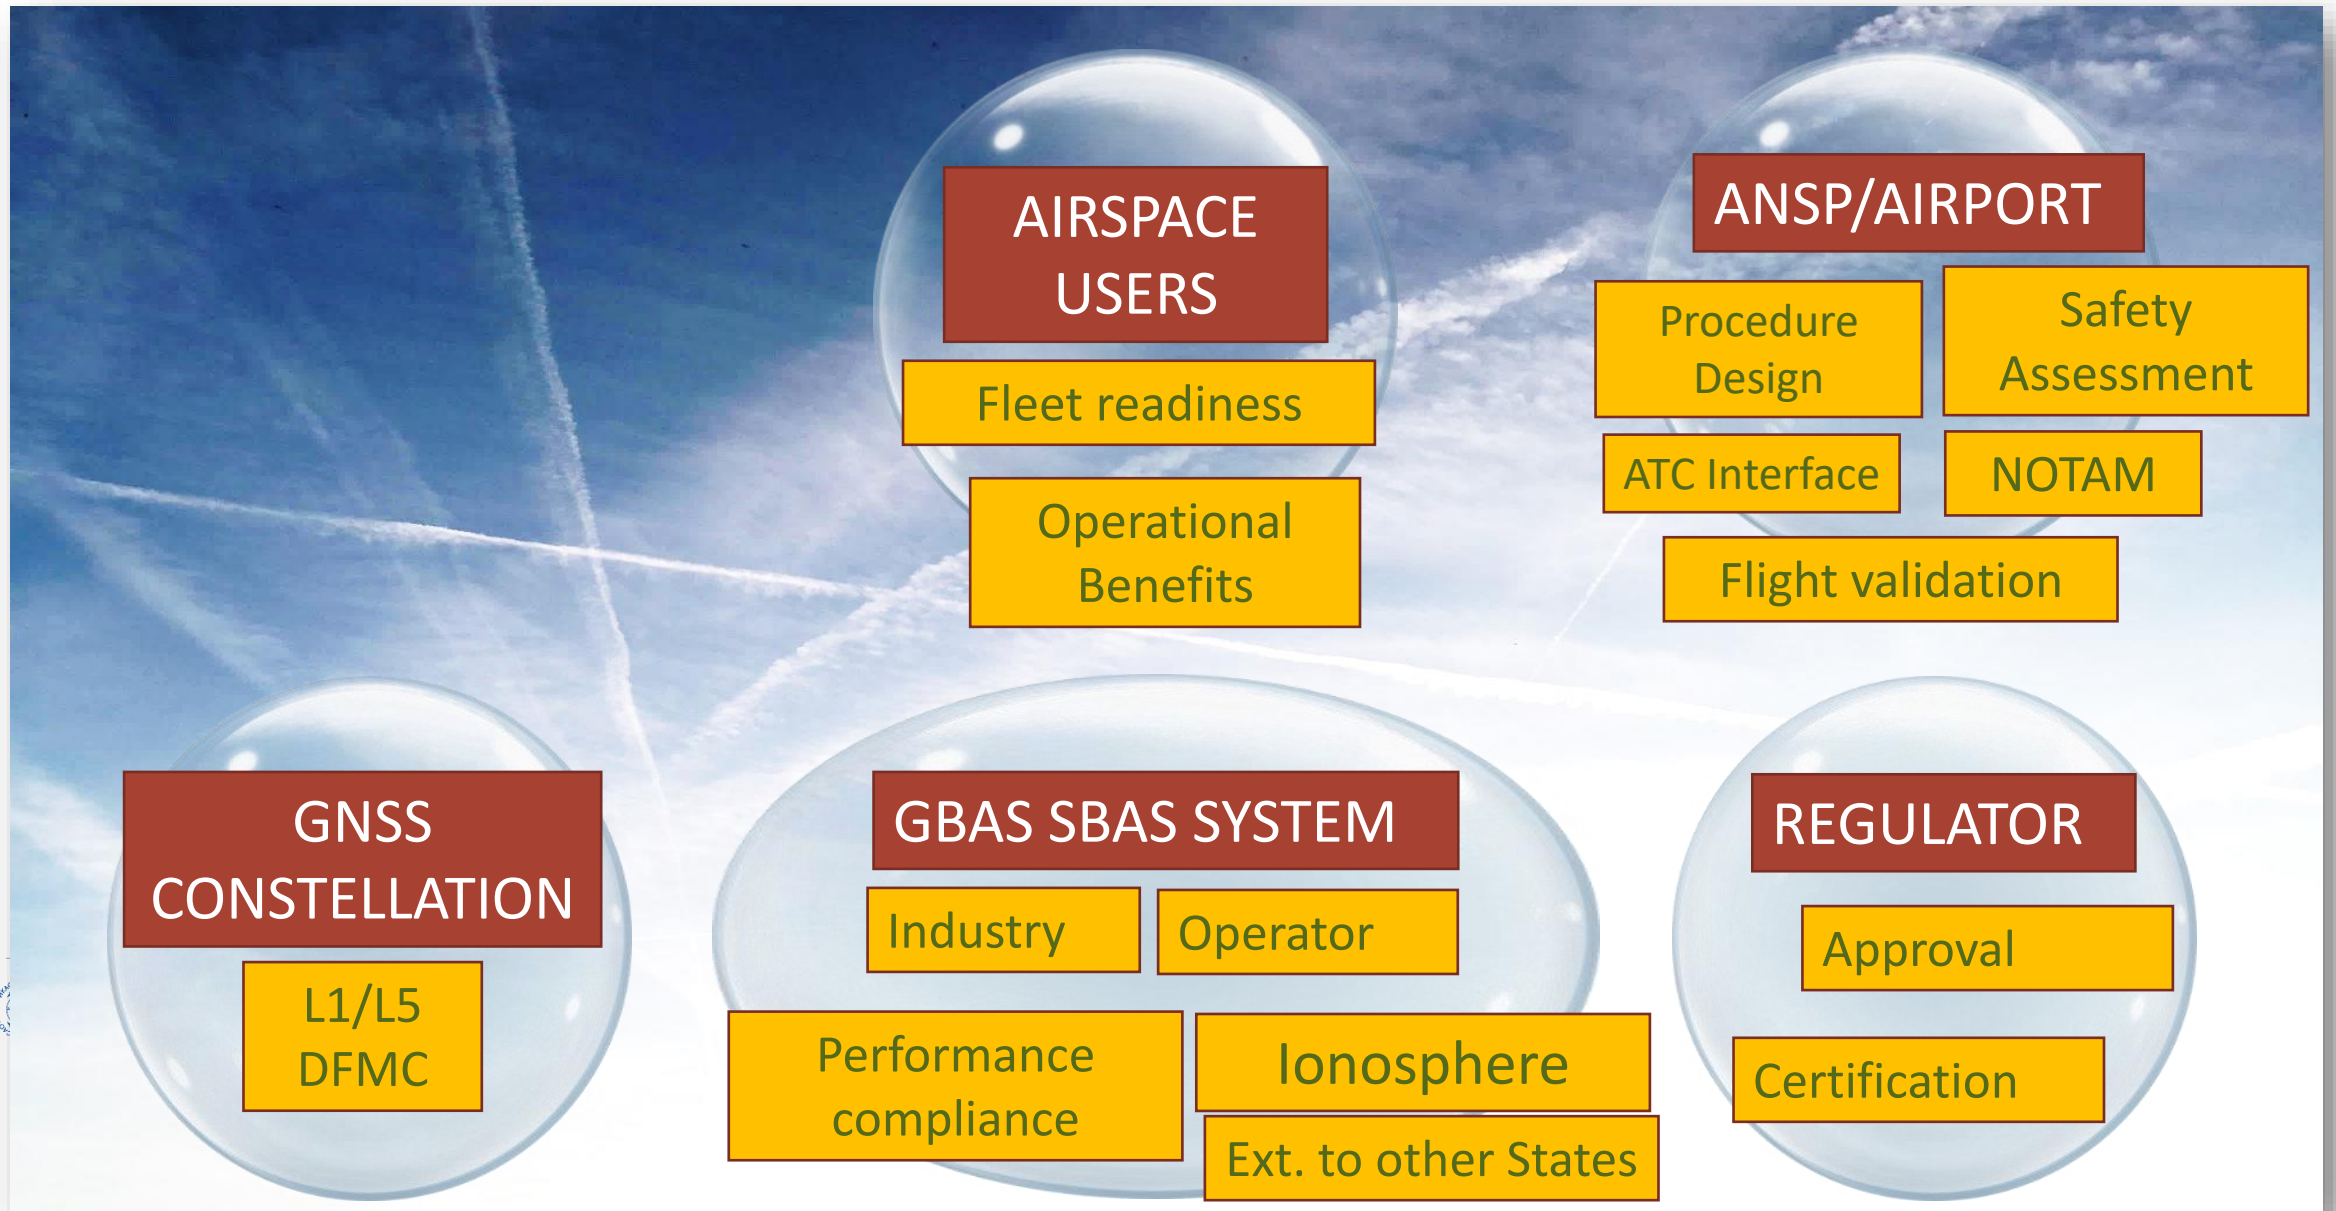 AIRSPACE
USERS
Fleet readiness
Operational
Benefits
ANSP/AIRPORT
Procedure
Design
Safety
Assessment
ATC Interface
NOTAM
Flight validation
GNSS
CONSTELLATION
L1/L5
DFMC
GBAS SBAS SYSTEM
Industry
Operator
Performance
compliance
Ionosphere
Ext. to other States
REGULATOR
Approval
Certification